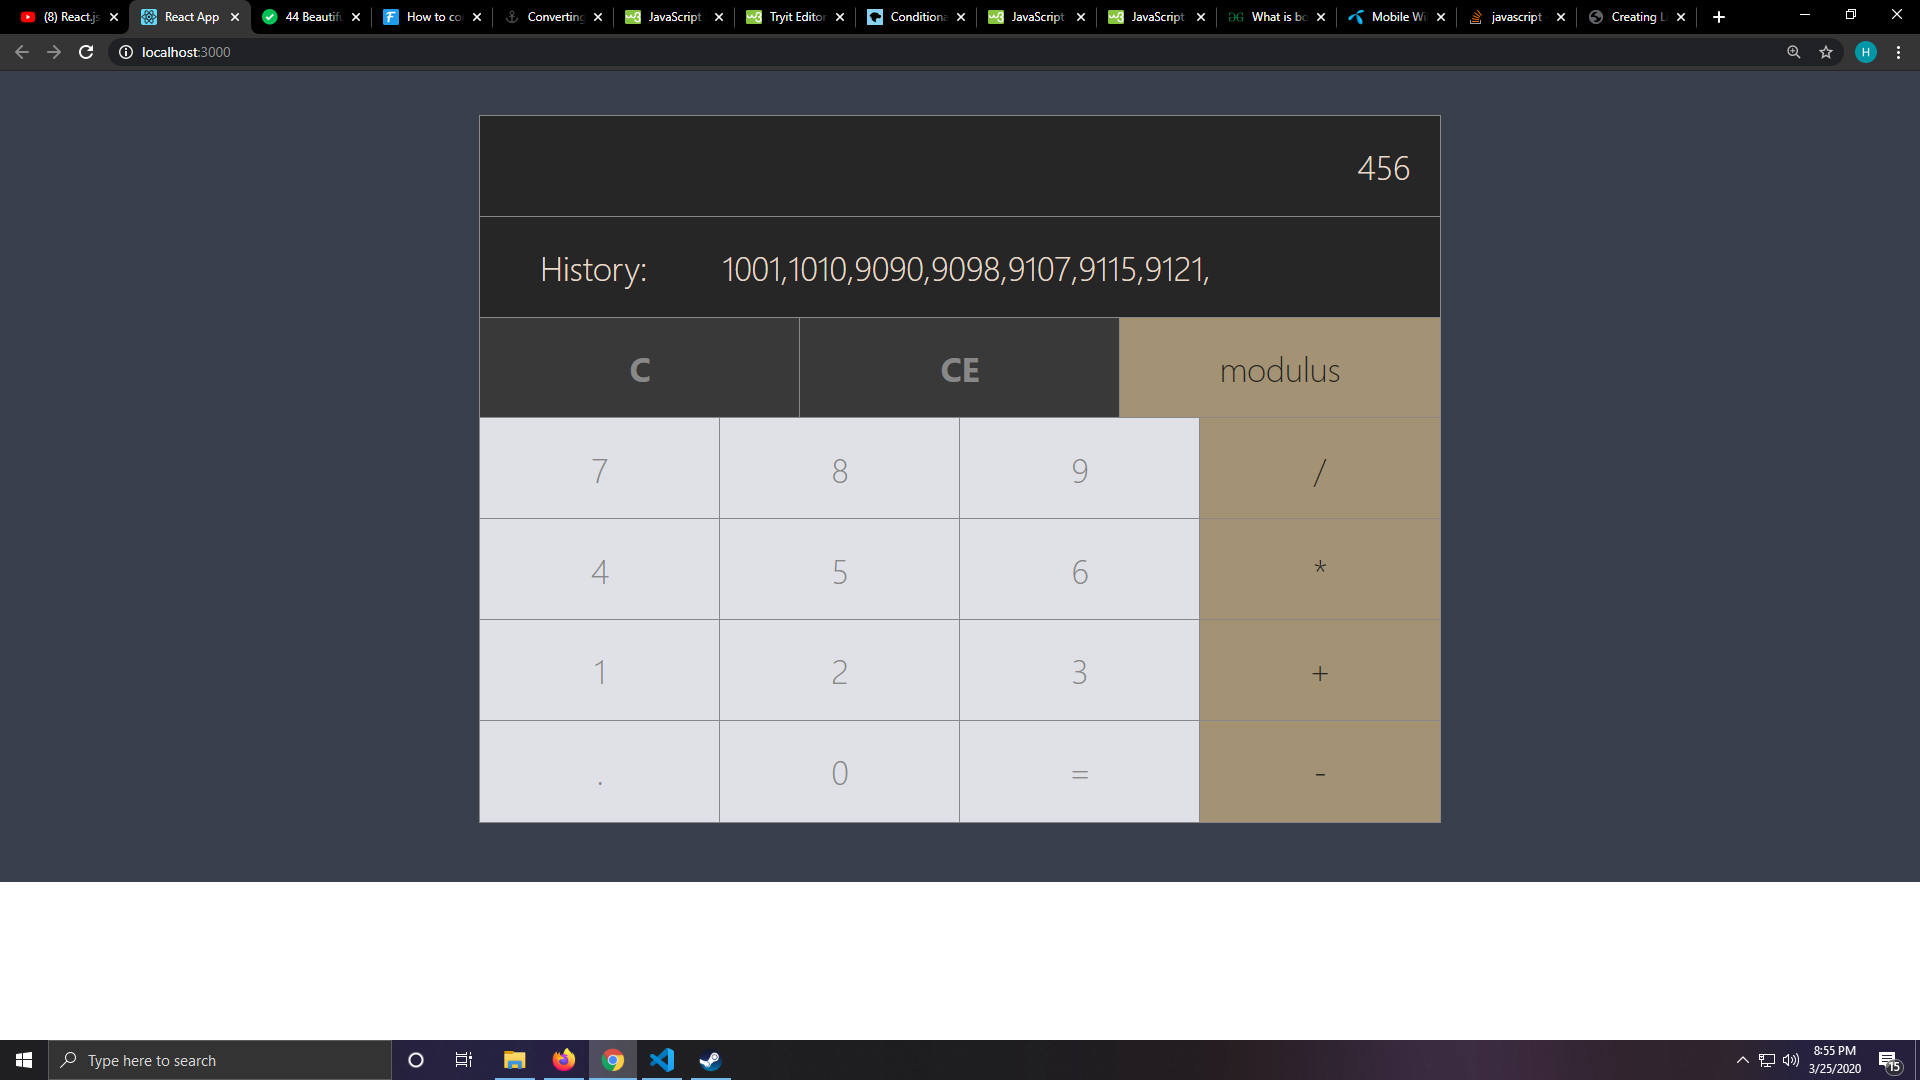 (8) React.js React App 44 Beautifu How to co Converting JavaScript Tryit Editor Conditiona JavaScript JavaScript What is bo Mobile Wi javascript - Creating Li
localhost:3000 H
456
History: 1001,1010,9090,9098,9107,9115,9121,
C CE modulus
7 8 9 /
4 5 6 *
1 2 3 +
. 0 = -
Type here to search
8:55 PM
3/25/2020
15